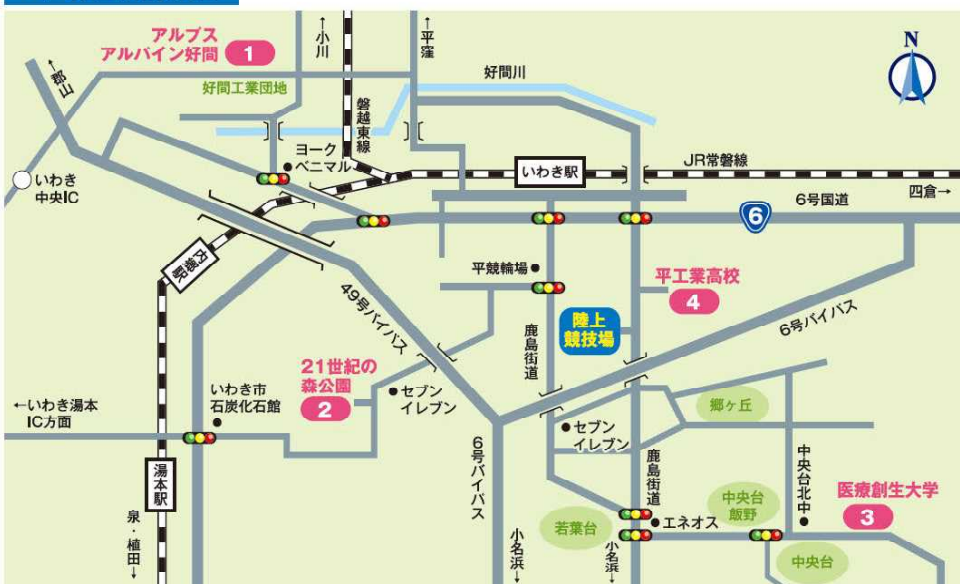 アルプス
アルパイン好間
1
↑小川
↑平窪
N
←郡山
好間工業団地
好間川
磐越東線
ヨーク
ベニマル
いわき駅
JR常磐線
いわき
中央IC
四倉→
6号国道
6
内郷駅
平競輪場
平工業高校
4
49号バイパス
鹿島街道
陸上
競技場
6号バイパス
21世紀の
森公園
2
いわき市
石炭化石館
セブン
イレブン
←いわき湯本
IC方面
郷ヶ丘
セブン
イレブン
湯本駅
6号バイパス
鹿島街道
中央台北中
医療創生大学
3
中央台
飯野
若葉台
エネオス
泉・植田→
小名浜→
小名浜→
中央台